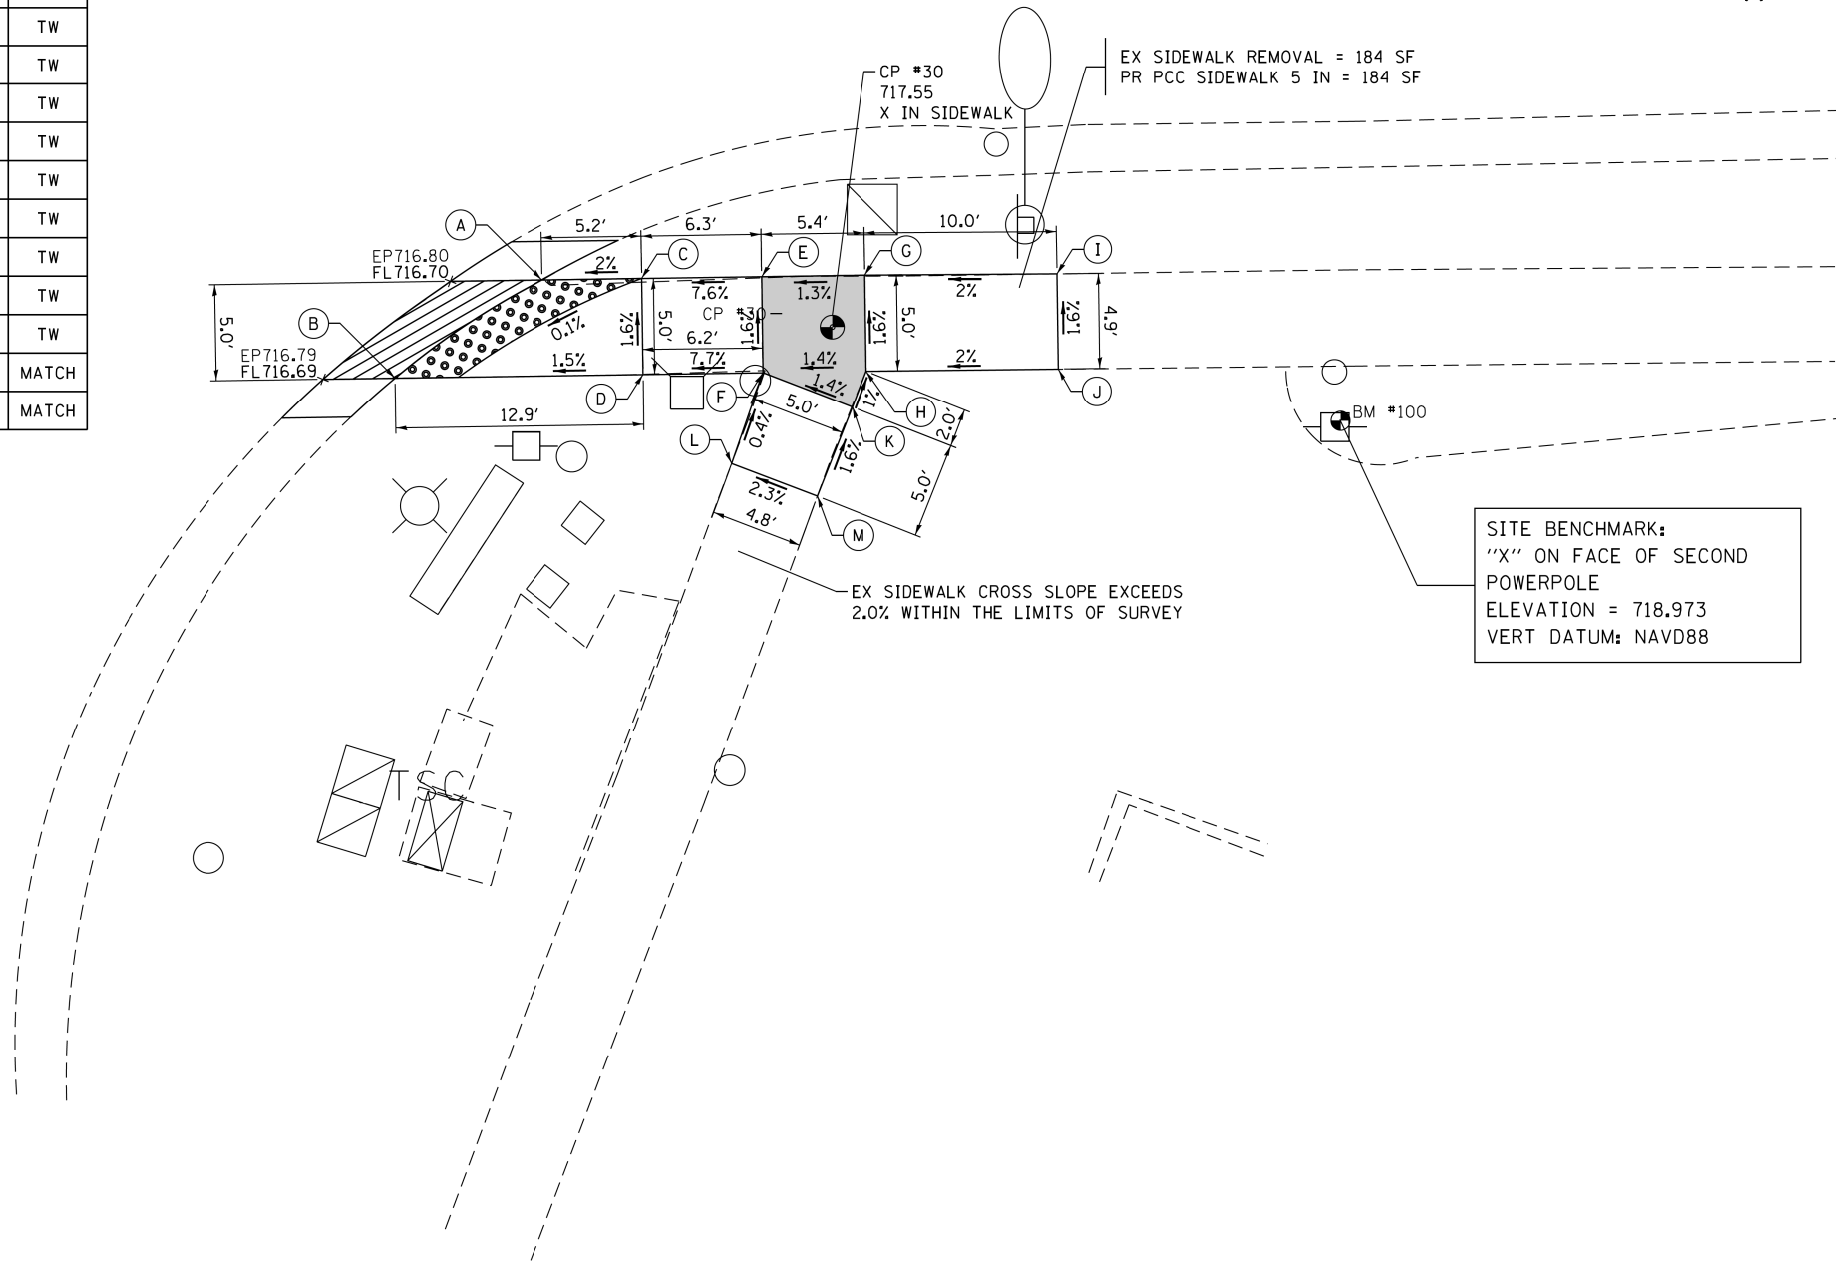 TW
TW
TW
TW
TW
TW
TW
TW
TW
MATCH
MATCH
CP #30
717.55
X IN SIDEWALK
EX SIDEWALK REMOVAL = 184 SF
PR PCC SIDEWALK 5 IN = 184 SF
A
5.2'
6.3'
5.4'
10.0'
EP716.80
FL716.70
2%
C
E
G
I
7.6%
1.3%
2%
5.0'
B
0.1%
1.9%
5.0'
CP #30
1.9%
1.9%
5.0'
1.6%
4.9'
6.2'
EP716.79
FL716.69
1.5%
7.7%
1.4%
2%
1.4%
D
F
5.0'
1%
H
J
12.9'
2.0'
BM #100
L
0.4%
K
1.6%
5.0'
2.3%
4.8'
M
SITE BENCHMARK:
"X" ON FACE OF SECOND
POWERPOLE
ELEVATION = 718.973
VERT DATUM: NAVD88
EX SIDEWALK CROSS SLOPE EXCEEDS
2.0% WITHIN THE LIMITS OF SURVEY
TSC